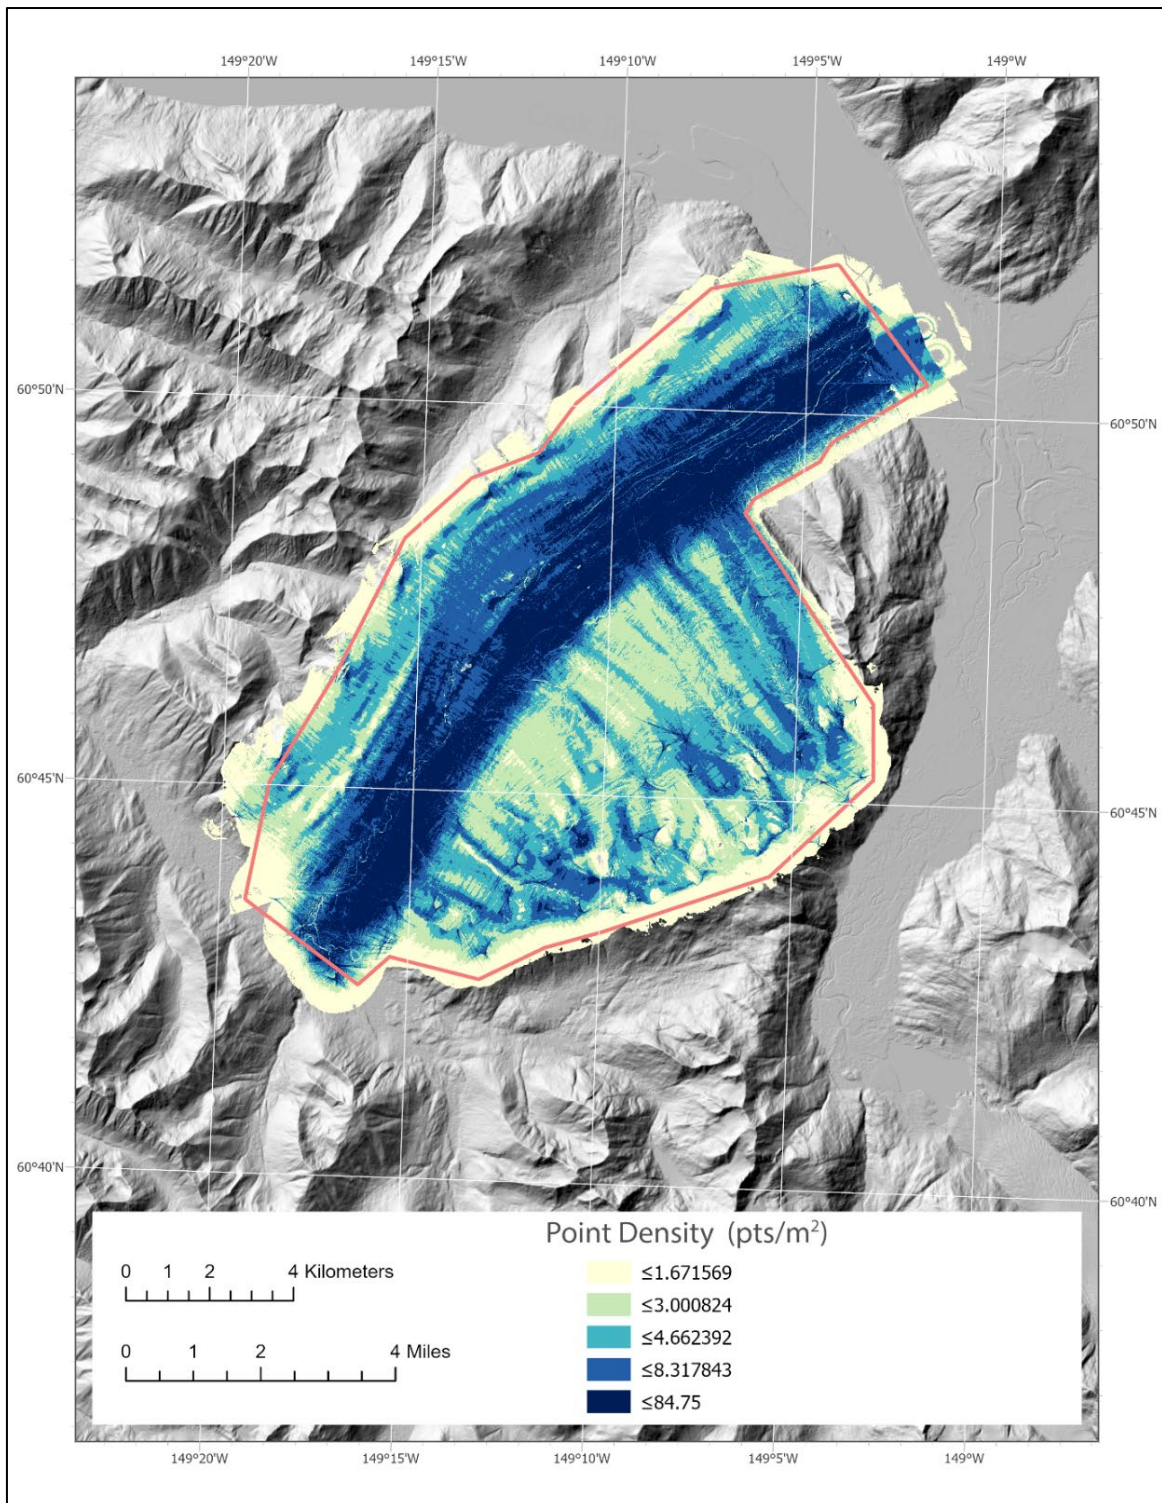 149°20'W 149°15'W 149°10'W 149°5'W 149°0'W
60°50'N
60°50'N
60°45'N
60°45'N
60°40'N
60°40'N
Point Density (pts/m²)
0 1 2 4 Kilometers
≤1.671569
≤3.000824
≤4.662392
0 1 2 4 Miles
≤8.317843
≤84.75
149°20'W 149°15'W 149°10'W 149°5'W 149°0'W